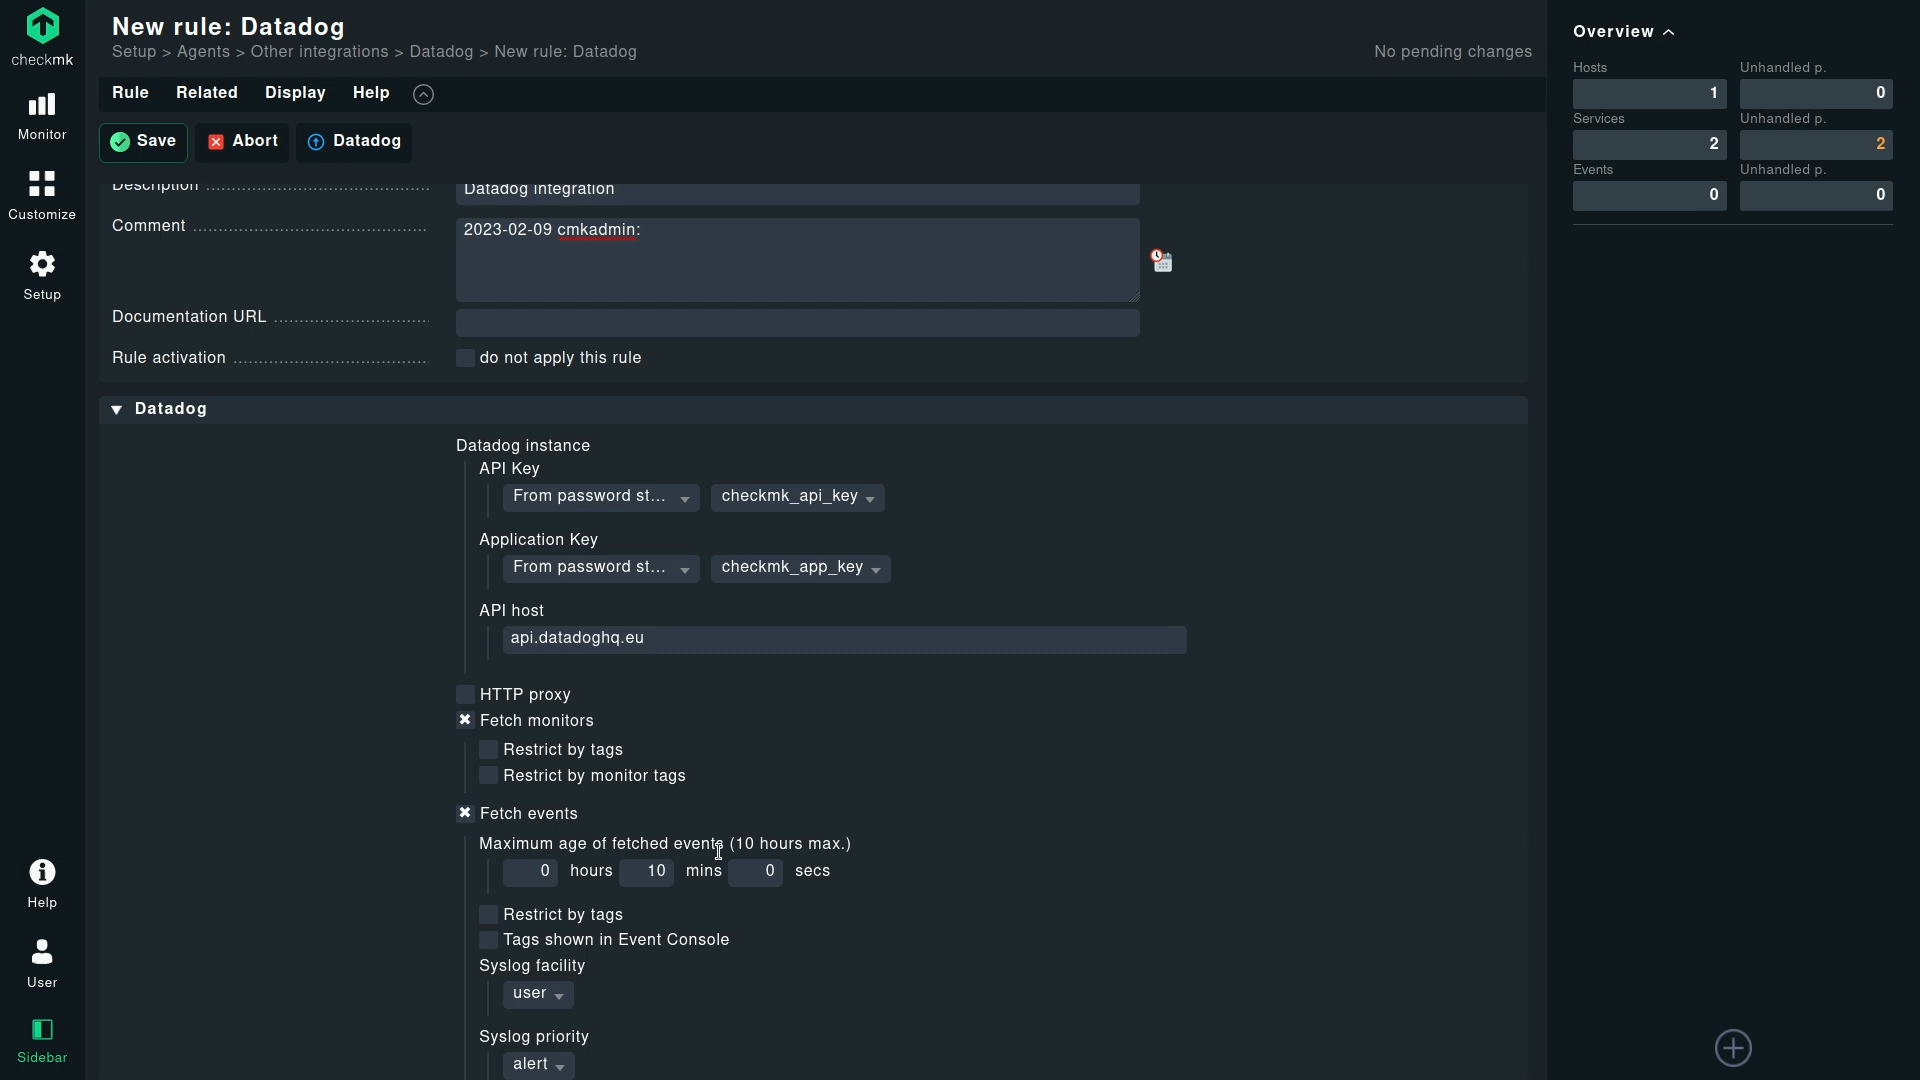 New rule: Datadog
Setup > Agents > Other integrations > Datadog > New rule: Datadog
No pending changes
checkmk
Monitor
Customize
Setup
Help
User
Sidebar
Rule Related Display Help
Save Abort Datadog
Description
Datadog integration
Comment
2023-02-09 cmkadmin:
Documentation URL
Rule activation
do not apply this rule
Datadog
Datadog instance
API Key
From password st... checkmk_api_key
Application Key
From password st... checkmk_app_key
API host
api.datadoghq.eu
HTTP proxy
Fetch monitors
Restrict by tags
Restrict by monitor tags
Fetch events
Maximum age of fetched events (10 hours max.)
0 hours 10 mins 0 secs
Restrict by tags
Tags shown in Event Console
Syslog facility
user
Syslog priority
alert
Overview
Hosts Unhandled p.
1 0
Services Unhandled p.
2 2
Events Unhandled p.
0 0